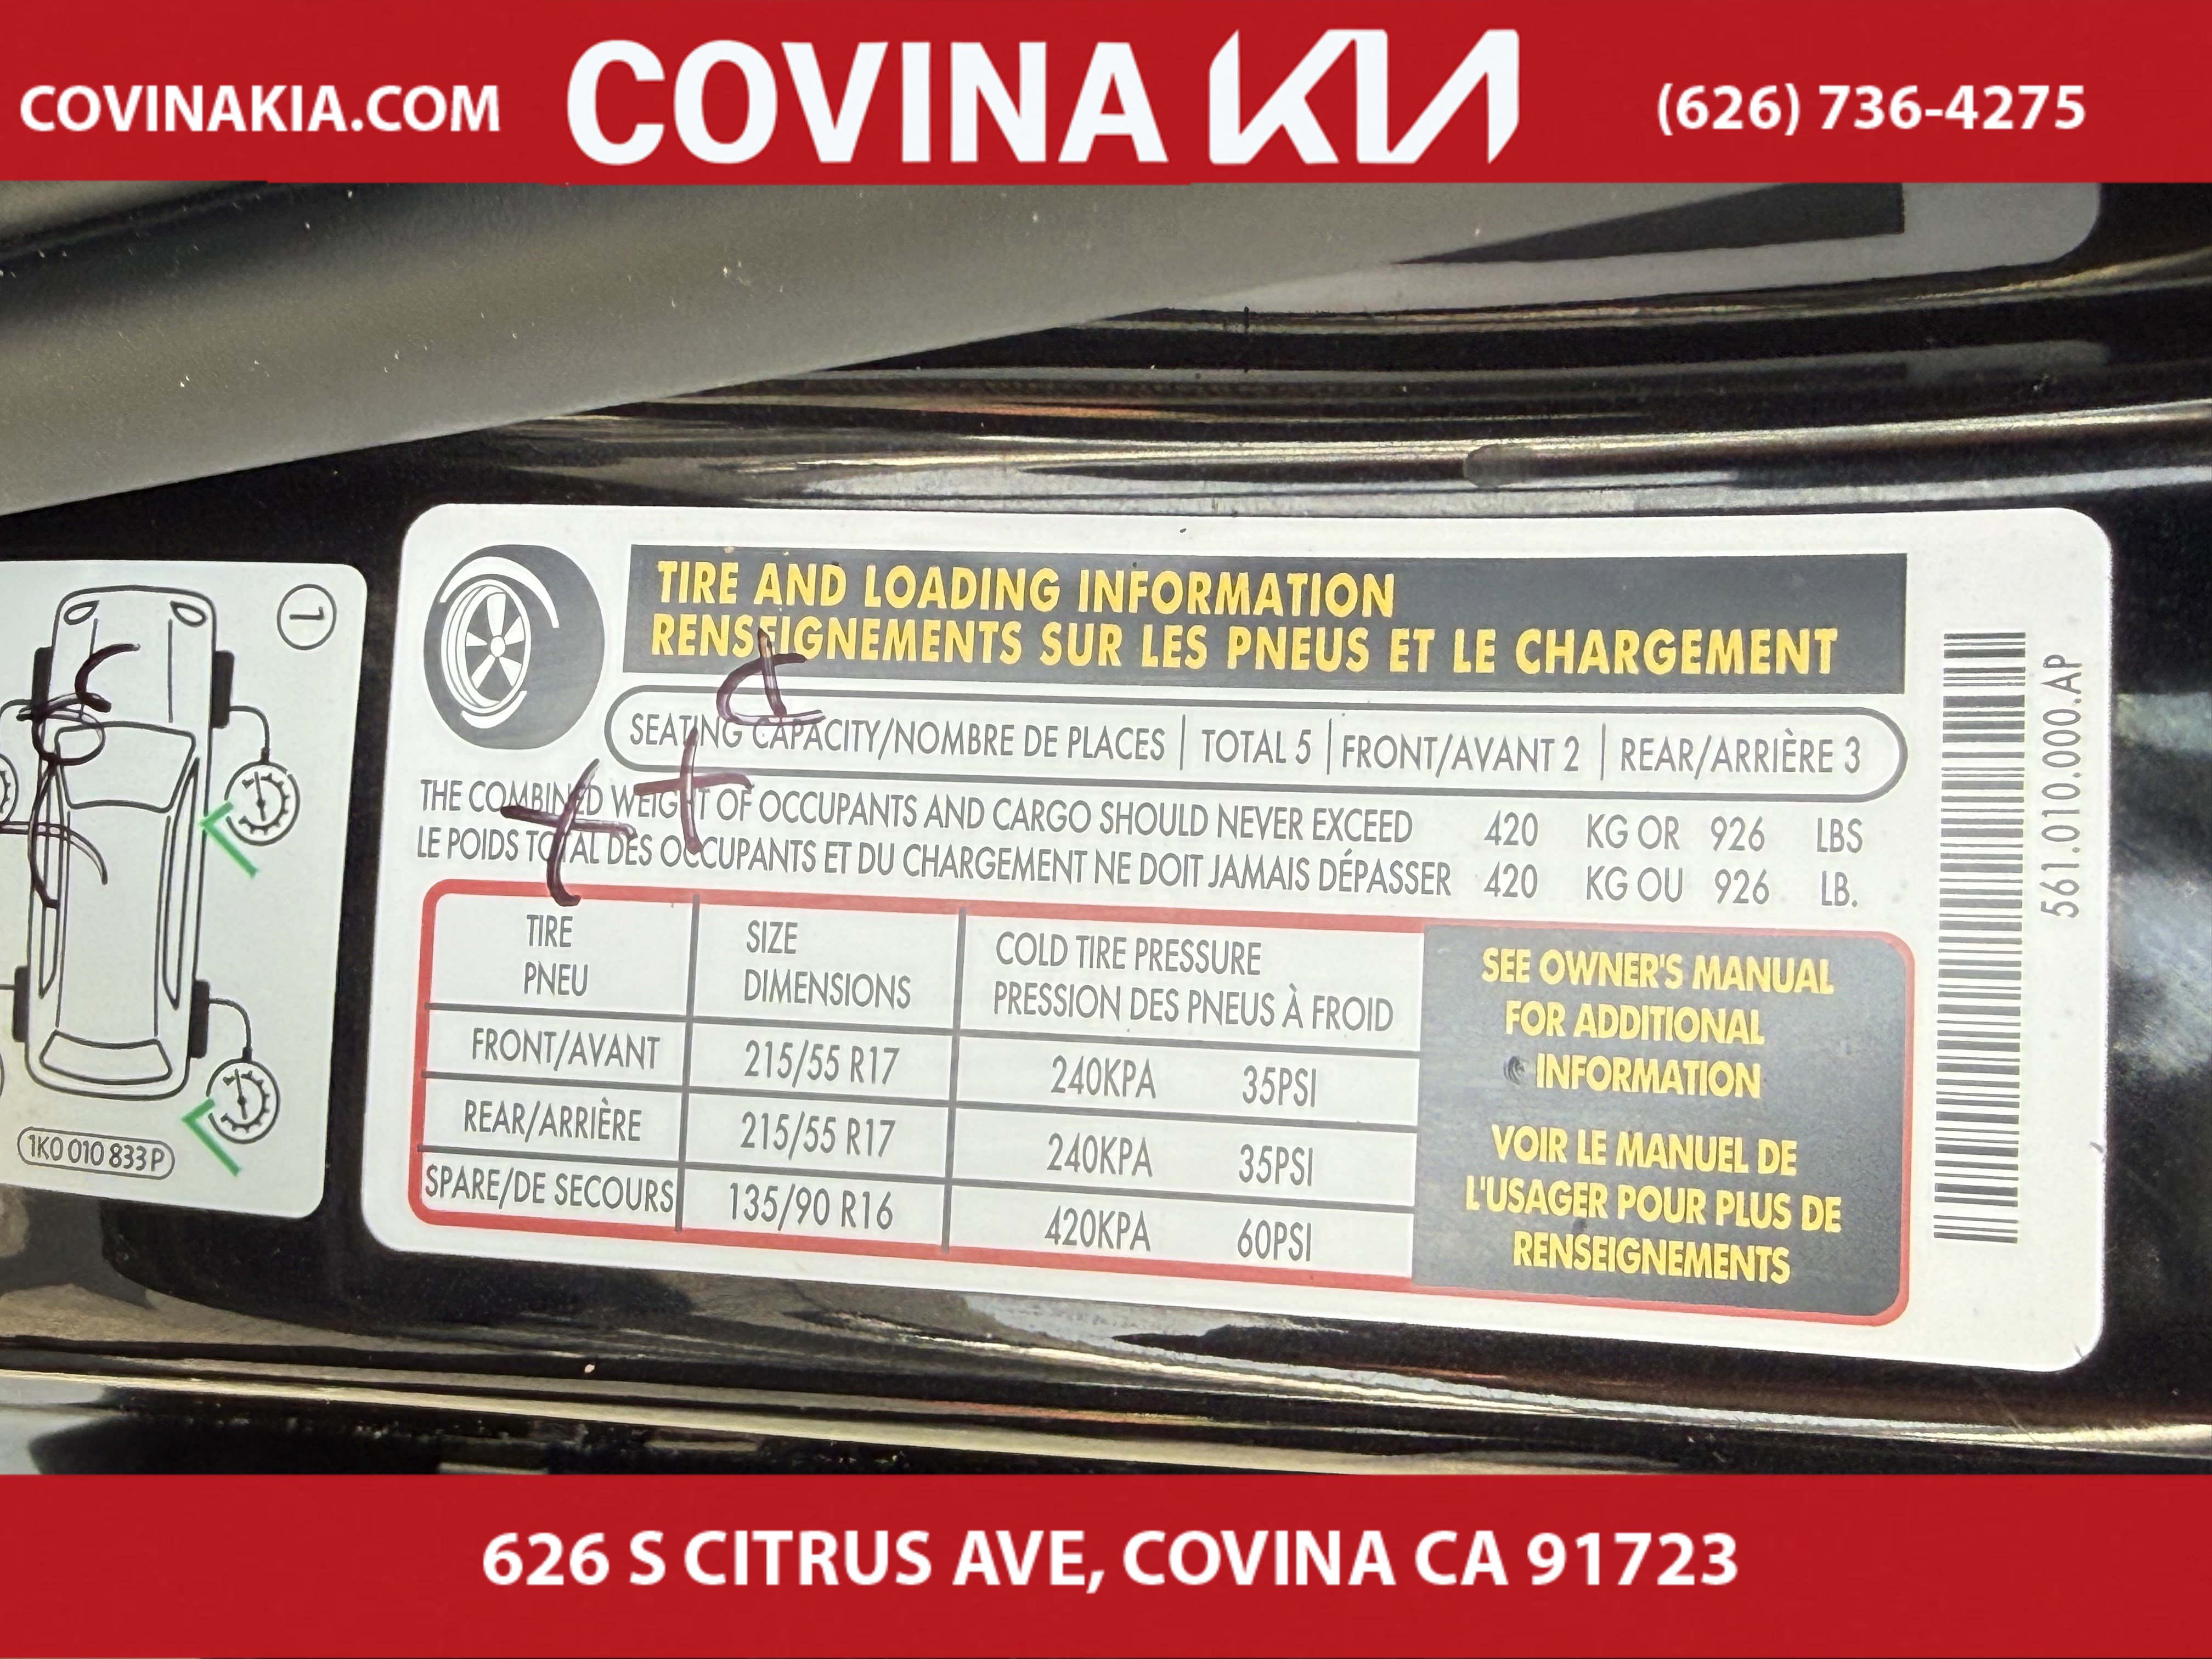 COVINAKIA.COM
COVINA KIA
(626) 736-4275
TIRE AND LOADING INFORMATION
RENSEIGNEMENTS SUR LES PNEUS ET LE CHARGEMENT
SEATING CAPACITY/NOMBRE DE PLACES | TOTAL 5 | FRONT/AVANT 2 | REAR/ARRIÈRE 3
THE COMBINED WEIGHT OF OCCUPANTS AND CARGO SHOULD NEVER EXCEED 420 KG OR 926 LBS
LE POIDS TOTAL DES OCCUPANTS ET DU CHARGEMENT NE DOIT JAMAIS DÉPASSER 420 KG OU 926 LB.
TIRE SIZE COLD TIRE PRESSURE
PNEU DIMENSIONS PRESSION DES PNEUS À FROID
FRONT/AVANT 215/55 R17 240KPA 35PSI
REAR/ARRIÈRE 215/55 R17 240KPA 35PSI
SPARE/DE SECOURS 135/90 R16 420KPA 60PSI
SEE OWNER'S MANUAL
FOR ADDITIONAL
INFORMATION
VOIR LE MANUEL DE
L'USAGER POUR PLUS DE
RENSEIGNEMENTS
561.010.000.AP
1
1K0 010 833 P
626 S CITRUS AVE, COVINA CA 91723